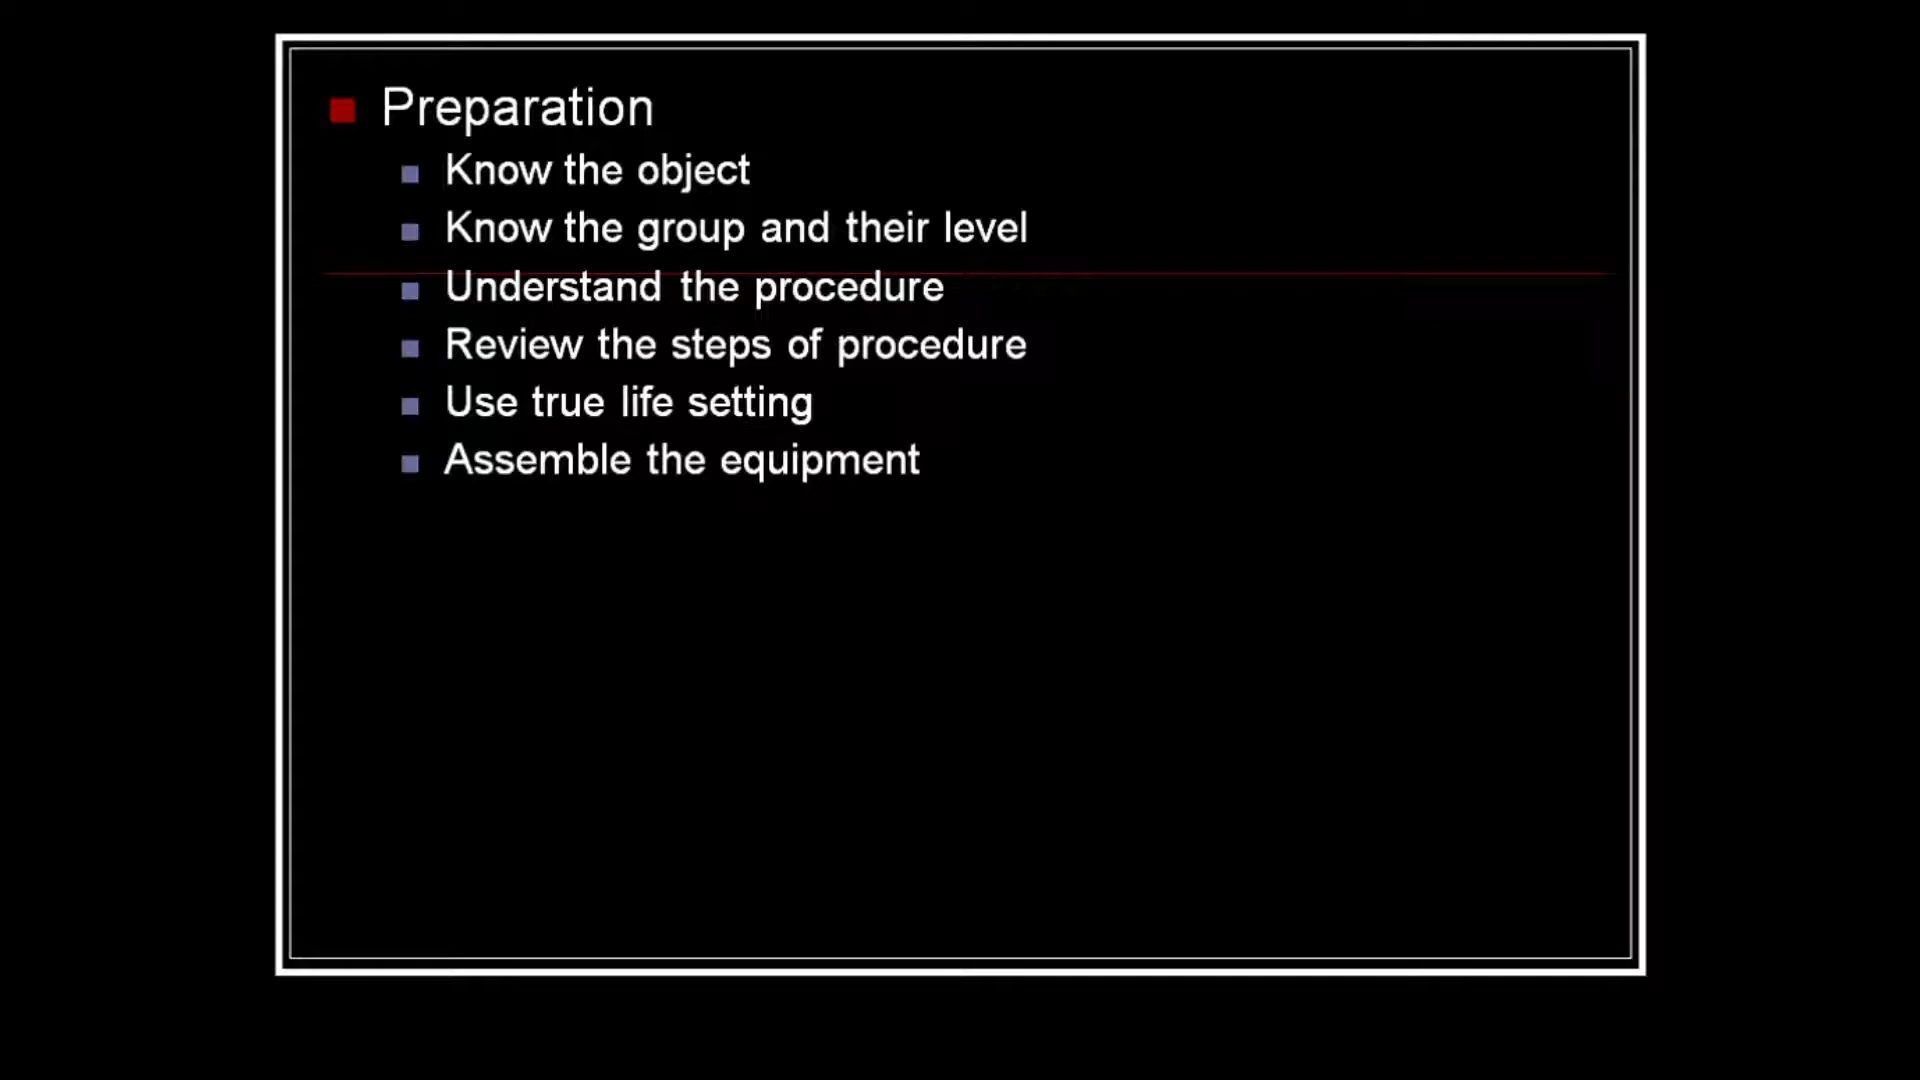 Preparation
Know the object
Know the group and their level
Understand the procedure
Review the steps of procedure
Use true life setting
Assemble the equipment